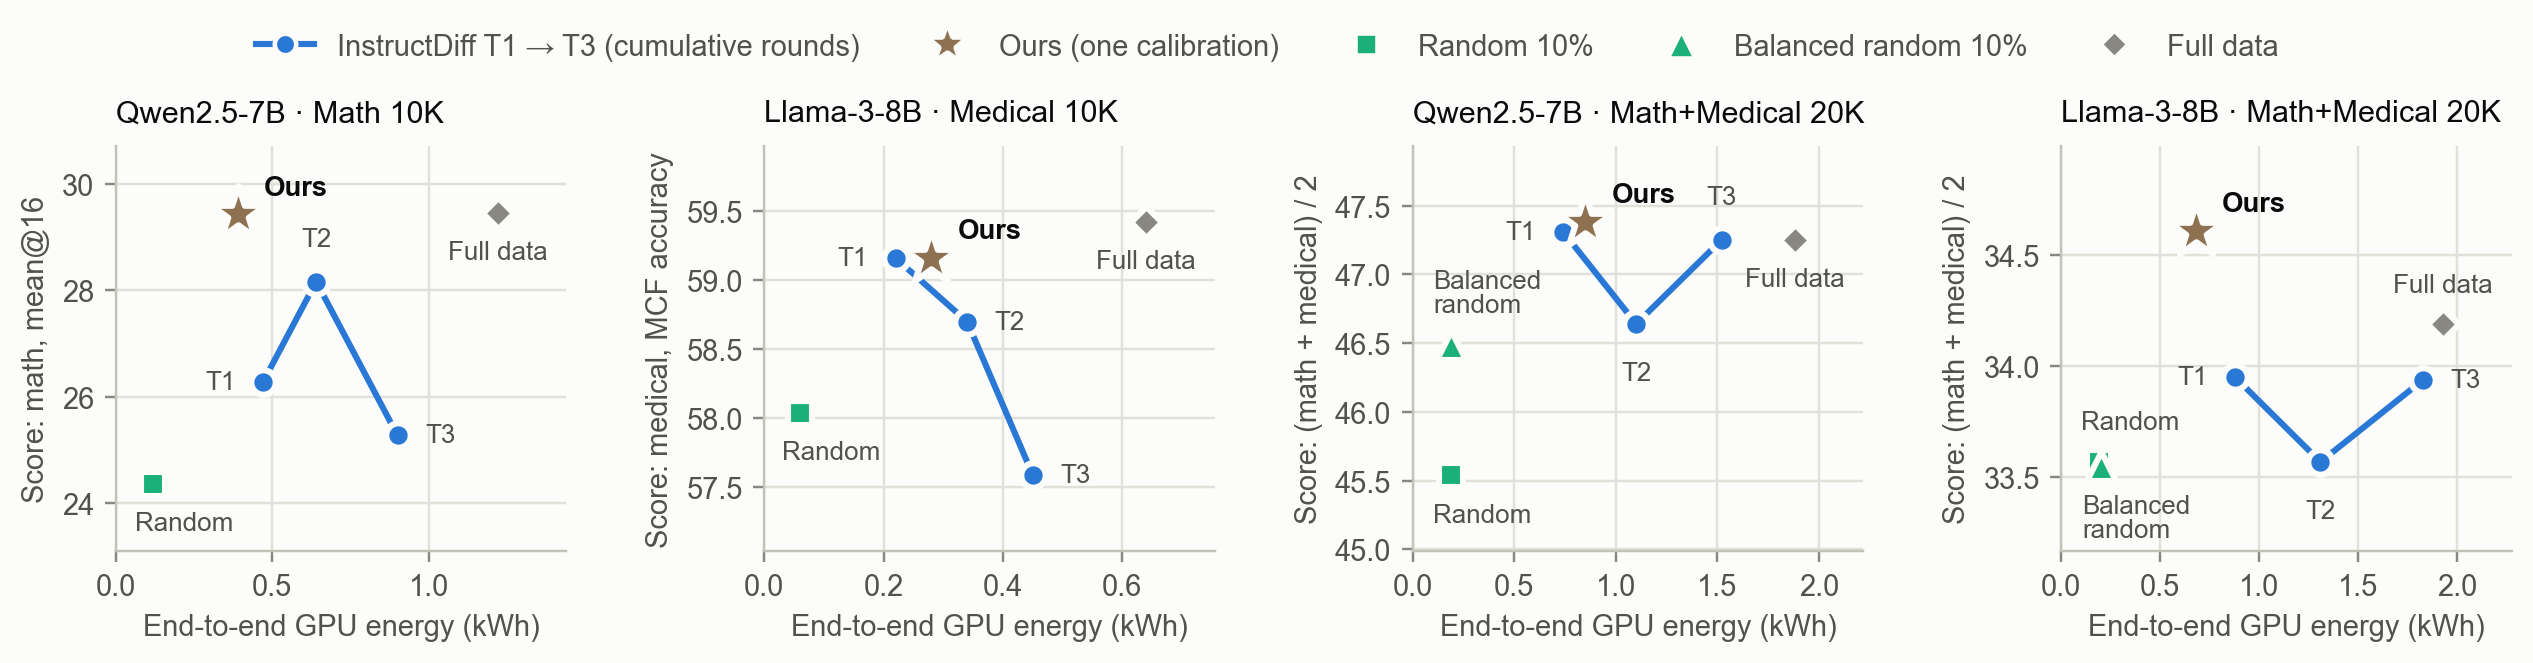 InstructDiff T1 → T3 (cumulative rounds)
Ours (one calibration)
Random 10%
Balanced random 10%
Full data
Qwen2.5-7B · Math 10K
Score: math, mean@16
30
28
26
24
Ours
T2
Full data
T1
T3
Random
0.0
0.5
1.0
End-to-end GPU energy (kWh)
Llama-3-8B · Medical 10K
Score: medical, MCF accuracy
59.5
59.0
58.5
58.0
57.5
Ours
T1
Full data
T2
Random
T3
0.0
0.2
0.4
0.6
End-to-end GPU energy (kWh)
Qwen2.5-7B · Math+Medical 20K
Score: (math + medical) / 2
47.5
47.0
46.5
46.0
45.5
45.0
Ours
T3
T1
Balanced
random
Full data
T2
Random
0.0
0.5
1.0
1.5
2.0
End-to-end GPU energy (kWh)
Llama-3-8B · Math+Medical 20K
Score: (math + medical) / 2
34.5
34.0
33.5
Ours
Full data
T1
T3
Random
Balanced
random
T2
0.0
0.5
1.0
1.5
2.0
End-to-end GPU energy (kWh)